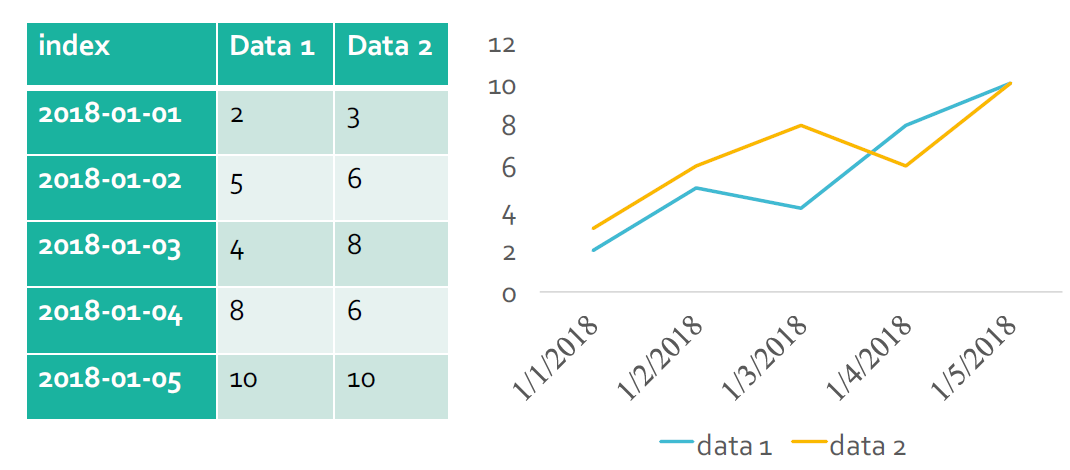 index Data 1 Data 2
2018-01-01 2 3
2018-01-02 5 6
2018-01-03 4 8
2018-01-04 8 6
2018-01-05 10 10
12
10
8
6
4
2
0
1/1/2018 1/2/2018 1/3/2018 1/4/2018 1/5/2018
data 1 data 2